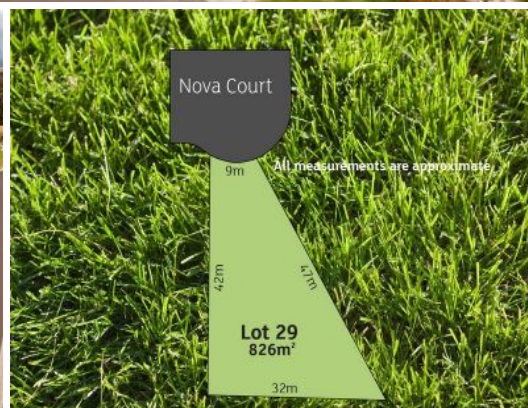 Nova Court
All measurements are approximate
9m
42m
47m
Lot 29
826m²
32m